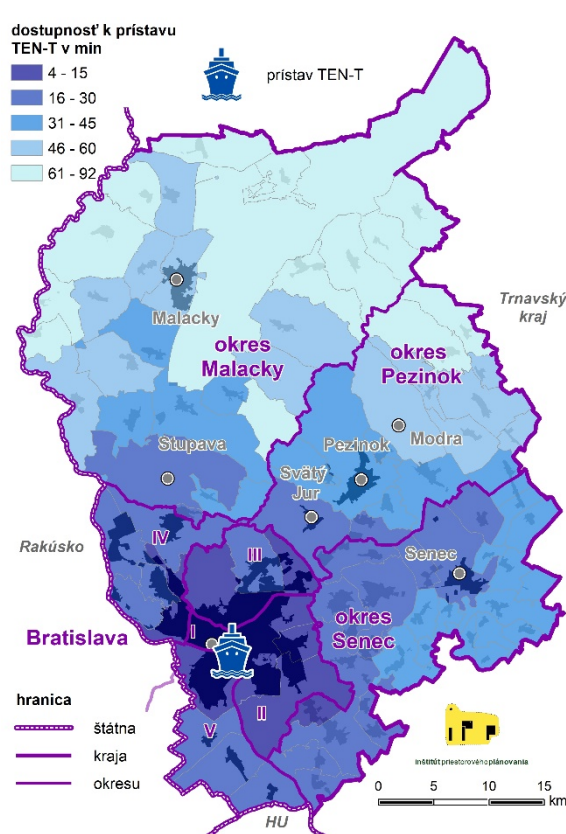 dostupnosť k prístavu
TEN-T v min
4 - 15
16 - 30
31 - 45
46 - 60
61 - 92
prístav TEN-T
Malacky
okres
Malacky
Trnavský
kraj
okres
Pezinok
Stupava
Pezinok
Modra
Svätý
Jur
Rakúsko
IV
III
Senec
I
Bratislava
okres
Senec
II
V
hranica
štátna
kraja
okresu
inštitút priestorového plánovania
0 5 10 15
km
HU